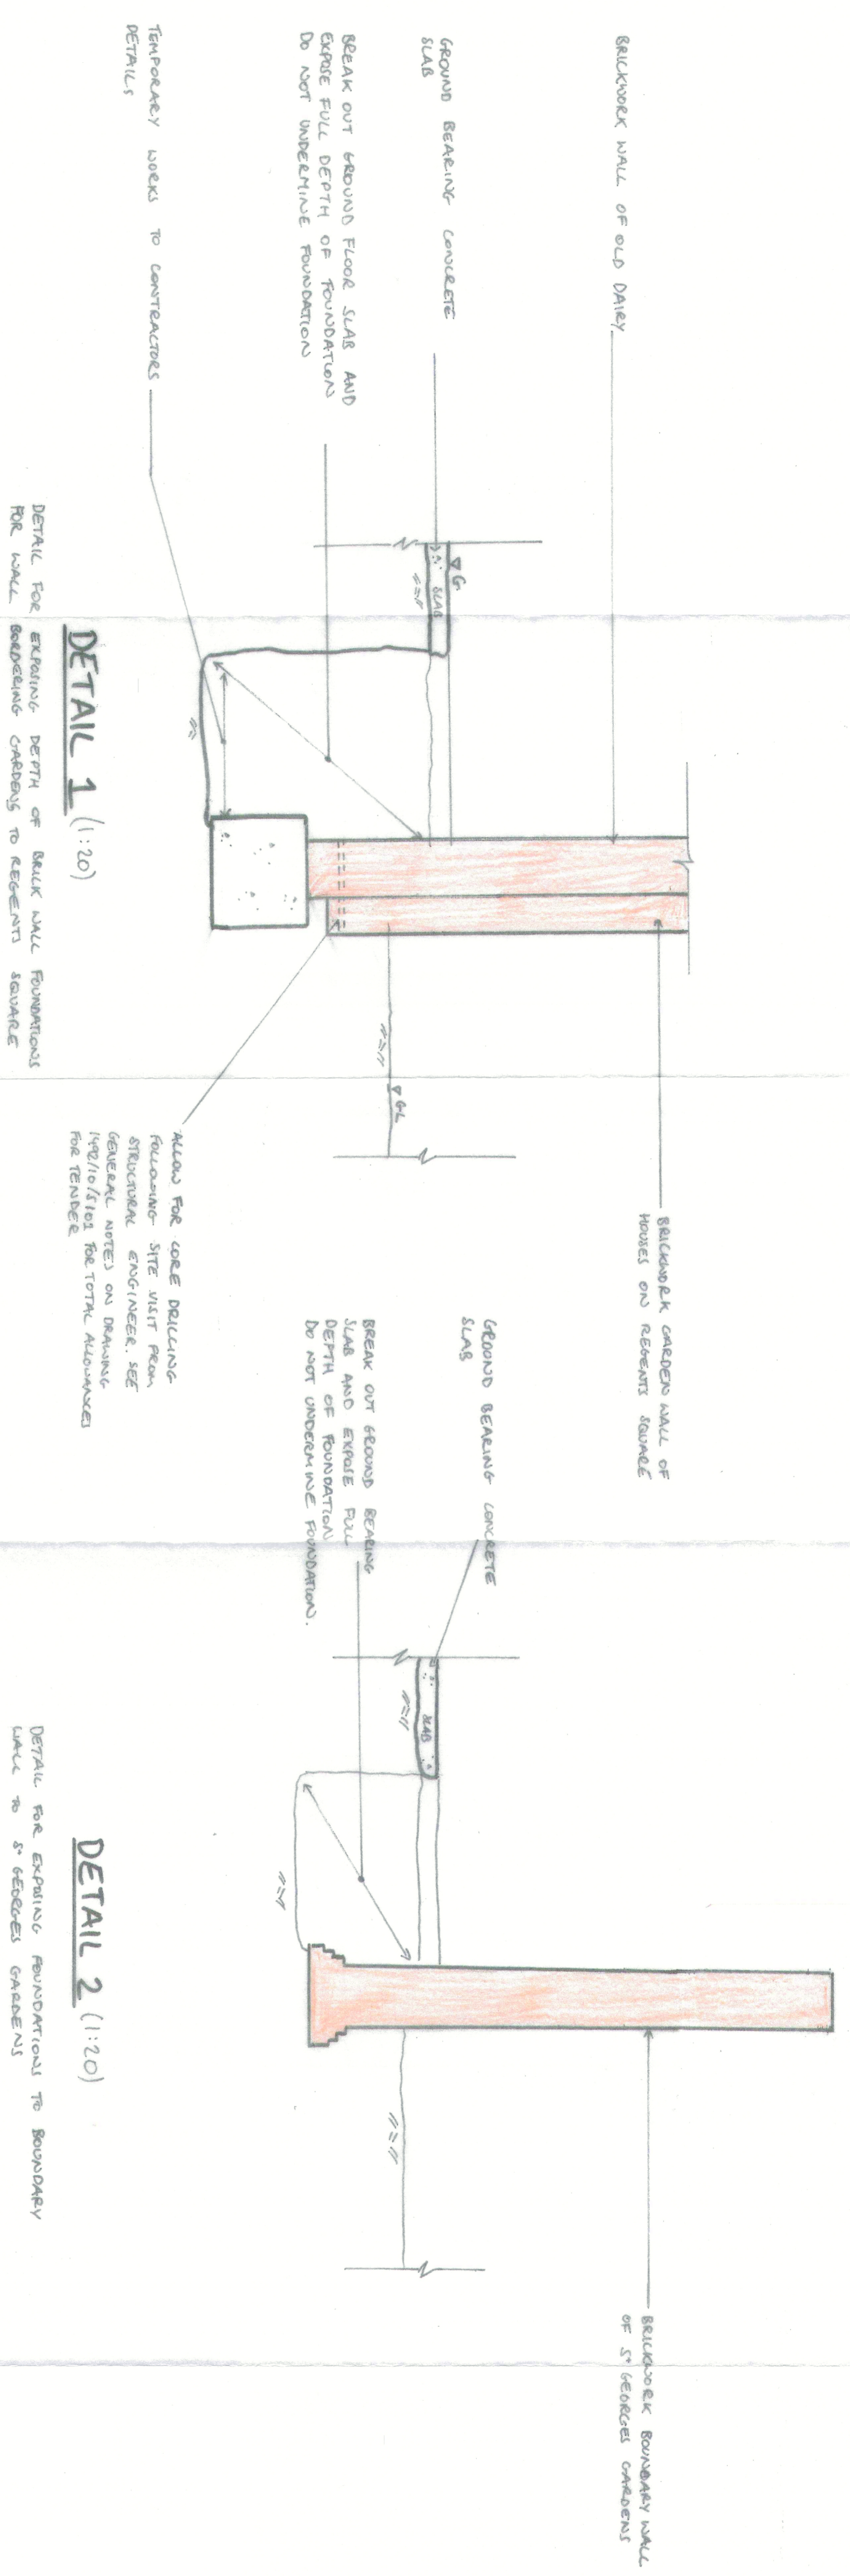 BRICKWORK WALL OF OLD DAIRY
GROUND BEARING CONCRETE
SLAB
BREAK OUT GROUND FLOOR SLAB AND
EXPOSE FULL DEPTH OF FOUNDATION
DO NOT UNDERMINE FOUNDATION
TEMPORARY WORKS TO CONTRACTORS
DETAILS
SLAB
GL
BRICKWORK GARDEN WALL OF
HOUSES ON REGENTS SQUARE
ALLOW FOR CORE DRILLING
FOLLOWING SITE VISIT FROM
STRUCTURAL ENGINEER. SEE
GENERAL NOTES ON DRAWING
FOR TOTAL ALLOWANCES
FOR TENDER
DETAIL 1 (1:20)
DETAIL FOR EXPOSING DEPTH OF BRICK WALL FOUNDATIONS
FOR WALL BORDERING GARDENS TO REGENTS SQUARE
GROUND BEARING CONCRETE
SLAB
BREAK OUT GROUND BEARING
SLAB AND EXPOSE FULL
DEPTH OF FOUNDATION
DO NOT UNDERMINE FOUNDATION.
SLAB
BRICKWORK BOUNDARY WALL
OF St GEORGES GARDENS
DETAIL 2 (1:20)
DETAIL FOR EXPOSING FOUNDATIONS TO BOUNDARY
WALL TO St GEORGES GARDENS